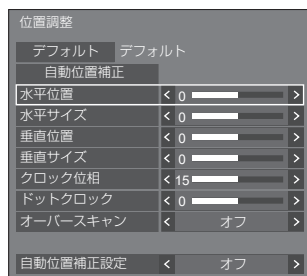 位置調整
デフォルト デフォルト
自動位置補正
水平位置 < 0 >
水平サイズ < 0 >
垂直位置 < 0 >
垂直サイズ < 0 >
クロック位相 < 15 >
ドットクロック < 0 >
オーバースキャン < オフ >
自動位置補正設定 < オフ >